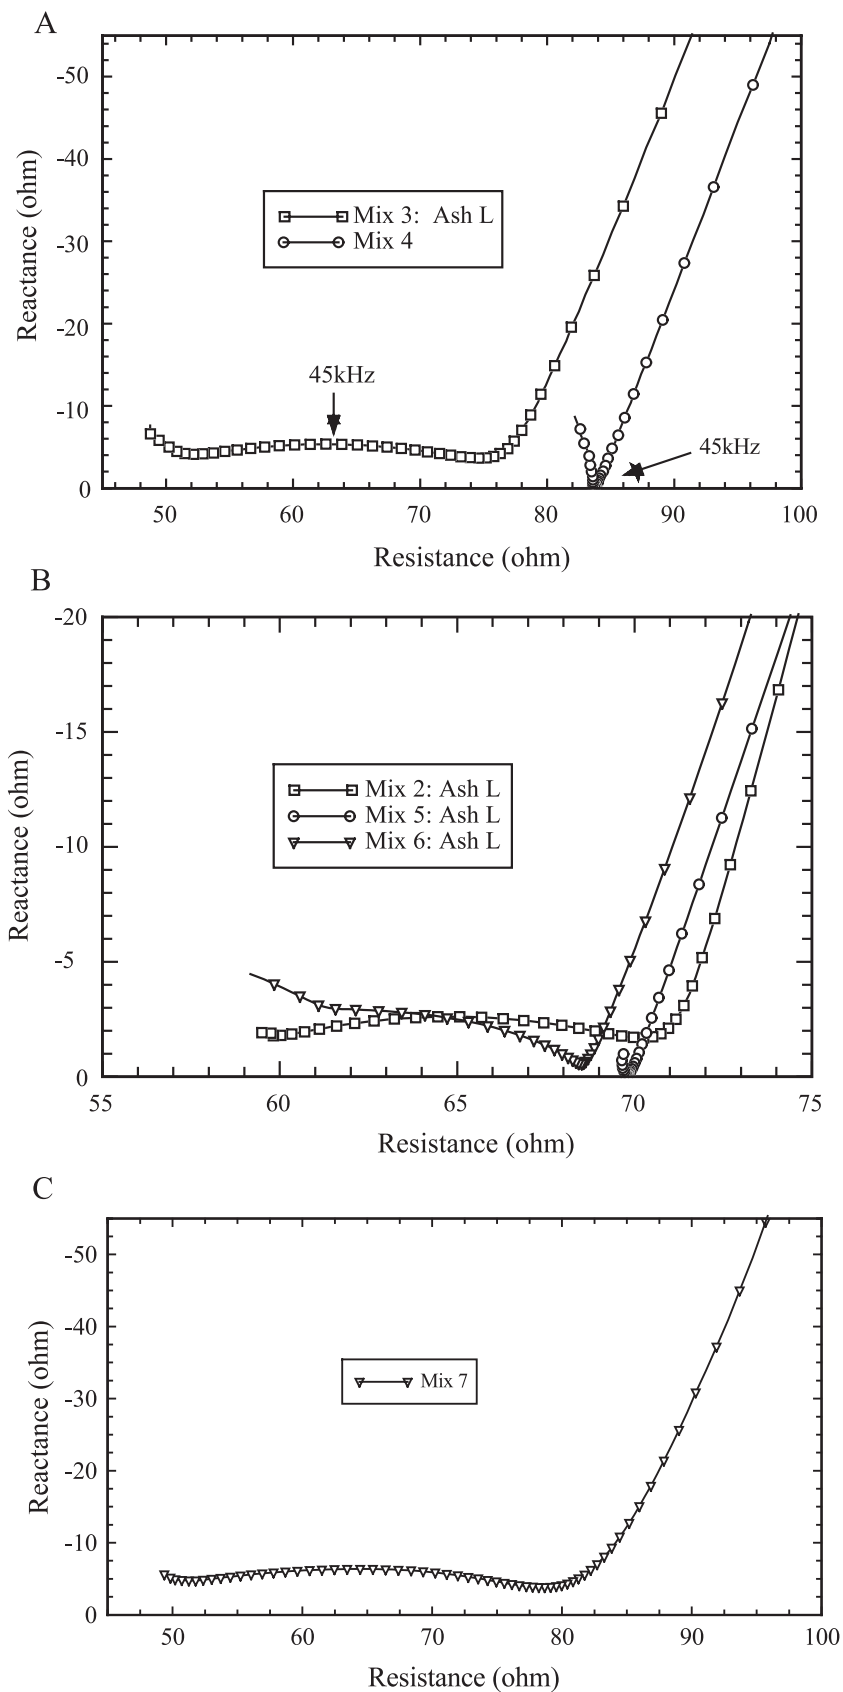 A
Reactance (ohm)
-50
-40
-30
-20
-10
0
Mix 3: Ash L
Mix 4
45kHz
45kHz
50 60 70 80 90 100
Resistance (ohm)
B
Reactance (ohm)
-20
-15
-10
-5
0
Mix 2: Ash L
Mix 5: Ash L
Mix 6: Ash L
55 60 65 70 75
Resistance (ohm)
C
Reactance (ohm)
-50
-40
-30
-20
-10
0
Mix 7
50 60 70 80 90 100
Resistance (ohm)